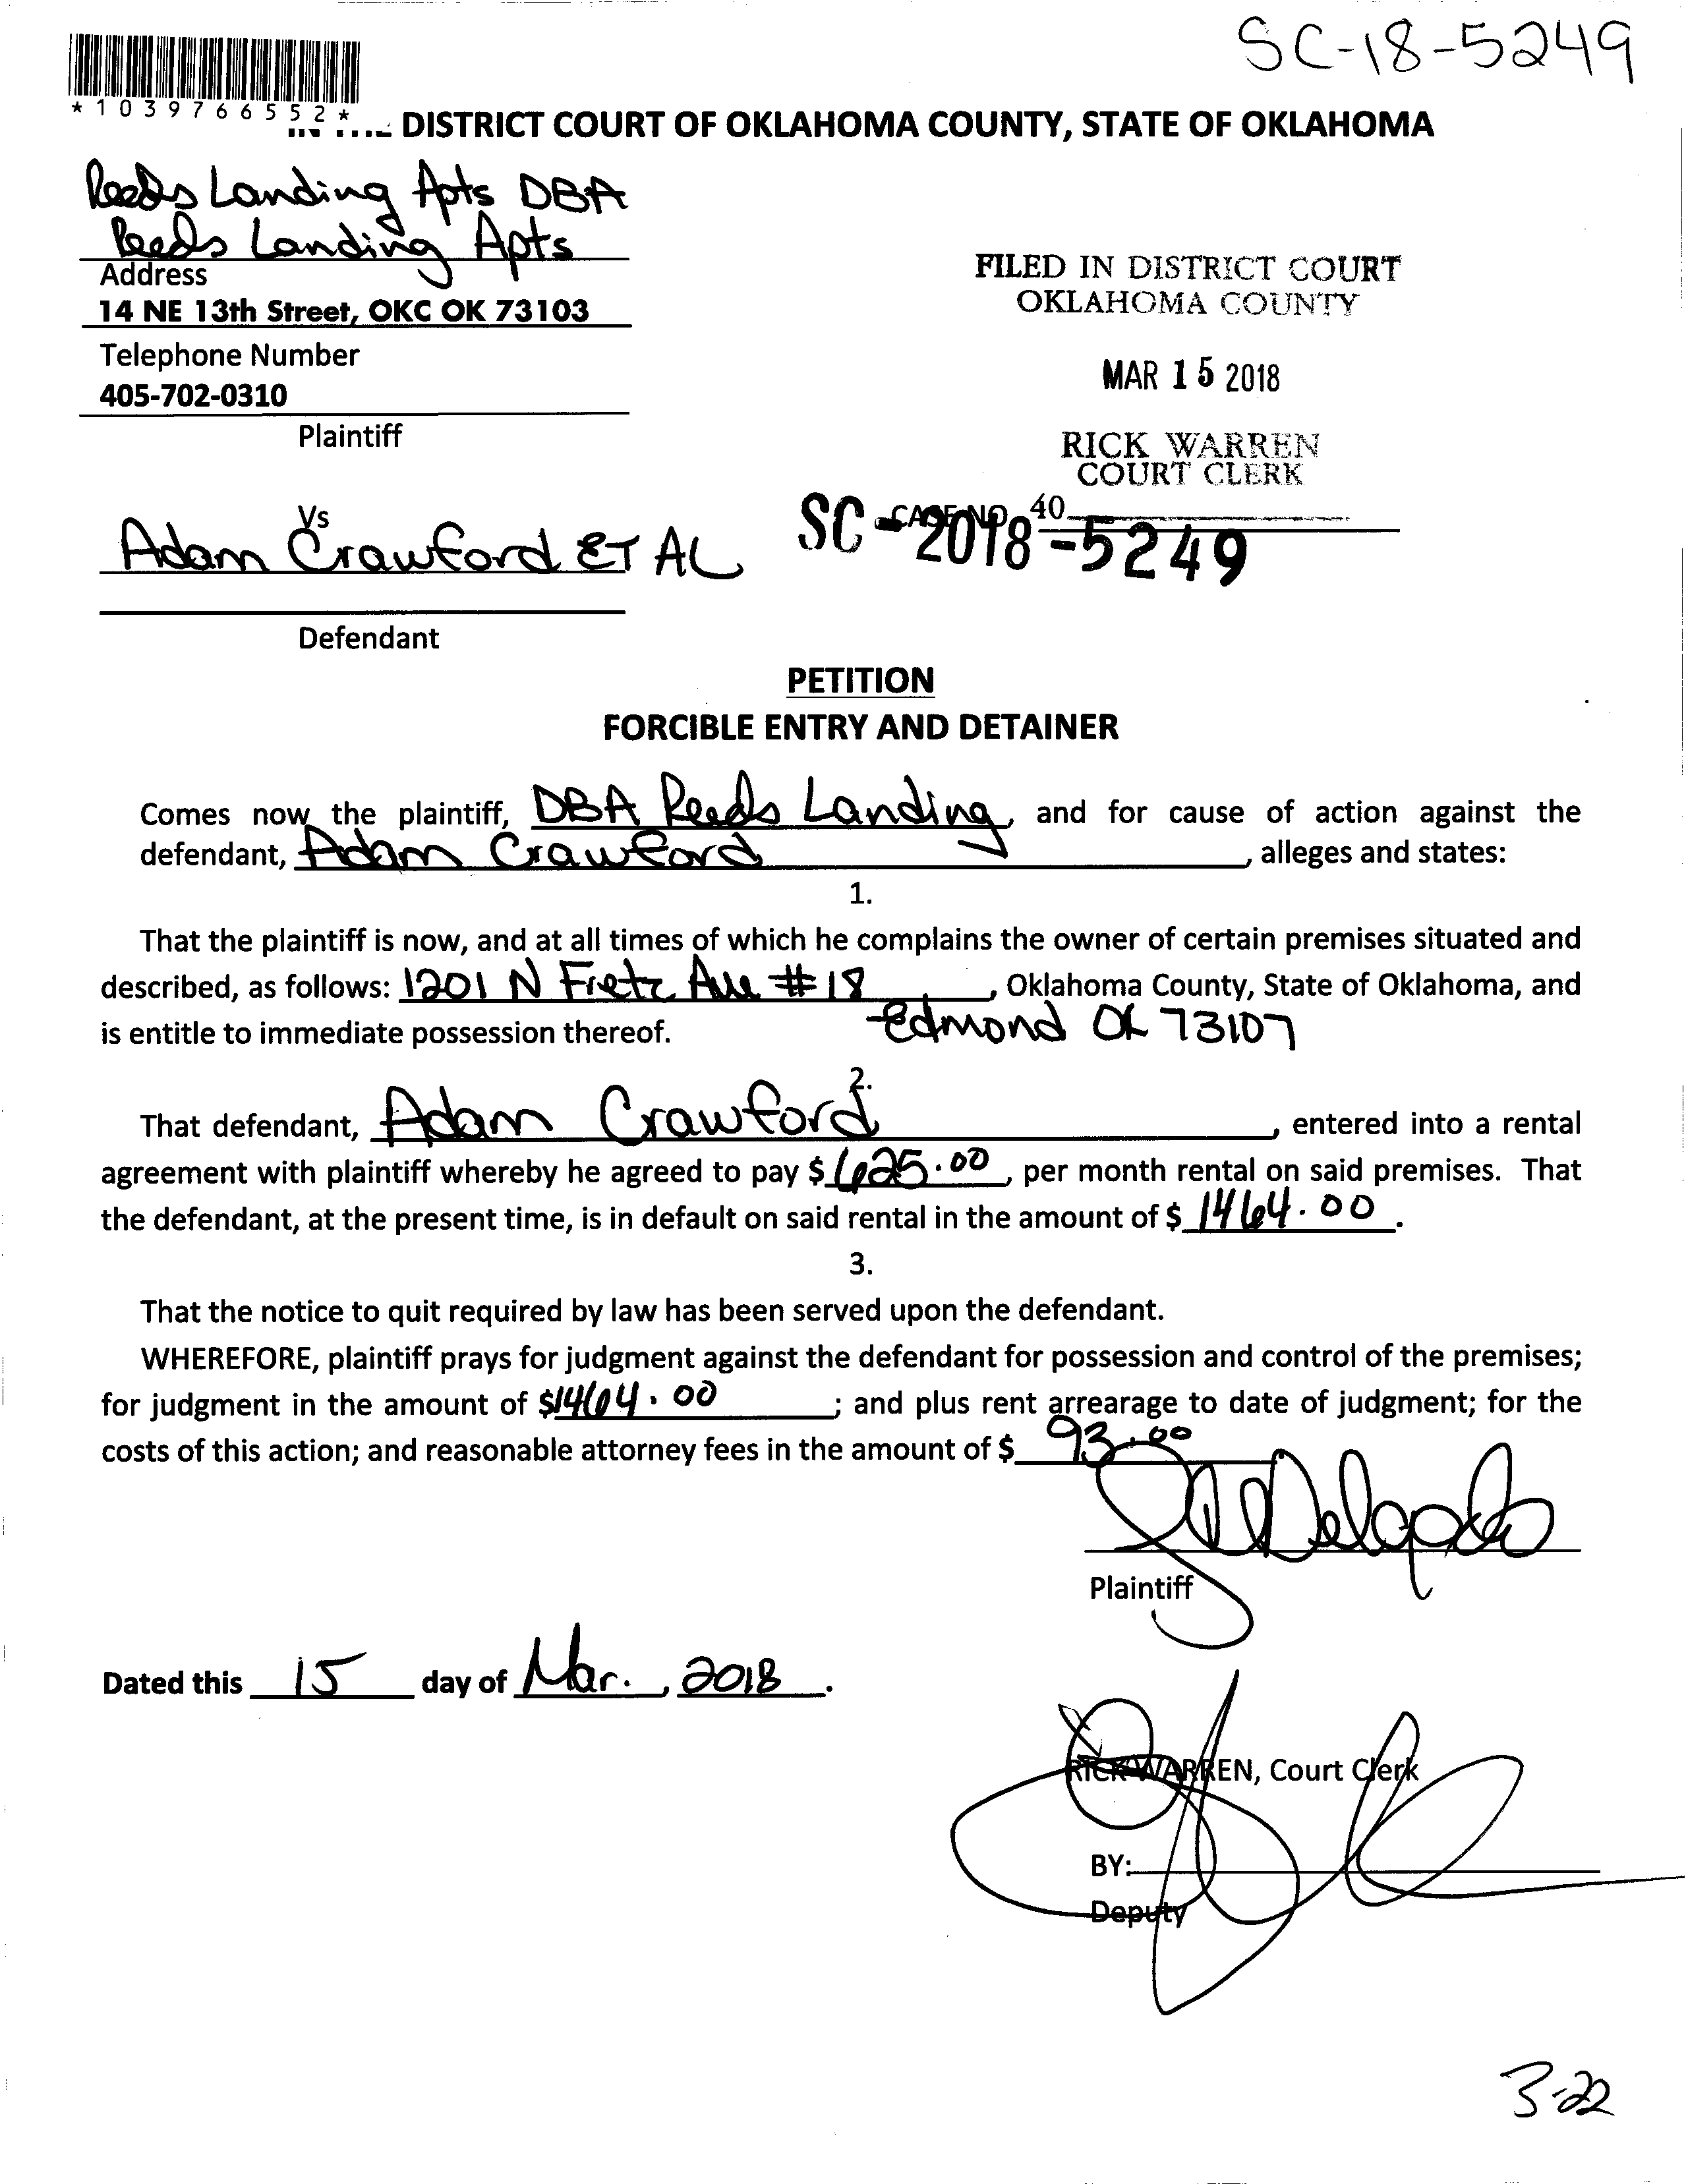 SC-18-5249
*1039766552*
DISTRICT COURT OF OKLAHOMA COUNTY, STATE OF OKLAHOMA
Reeds Landing Apts DBA
Reeds Landing Apts
Address
14 NE 13th Street, OKC OK 73103
Telephone Number
405-702-0310
Plaintiff
FILED IN DISTRICT COURT
OKLAHOMA COUNTY
MAR 15 2018
RICK WARREN
COURT CLERK
40
Vs
CASE NO.
SC-2018-5249
Adam Crawford ET AL
Defendant
PETITION
FORCIBLE ENTRY AND DETAINER
Comes now the plaintiff, DBA Reeds Landing, and for cause of action against the
defendant, Adam Crawford, alleges and states:
1.
That the plaintiff is now, and at all times of which he complains the owner of certain premises situated and
described, as follows: 1201 N Fretz Ave #18, Oklahoma County, State of Oklahoma, and
is entitle to immediate possession thereof. Edmond OK 73107
2.
That defendant, Adam Crawford, entered into a rental
agreement with plaintiff whereby he agreed to pay $625.00, per month rental on said premises. That
the defendant, at the present time, is in default on said rental in the amount of $1464.00.
3.
That the notice to quit required by law has been served upon the defendant.
WHEREFORE, plaintiff prays for judgment against the defendant for possession and control of the premises;
for judgment in the amount of $1464.00; and plus rent arrearage to date of judgment; for the
costs of this action; and reasonable attorney fees in the amount of $93.00
Delgado
Plaintiff
Dated this 15 day of Mar., 2018.
RICK WARREN, Court Clerk
BY:
Deputy
3-22